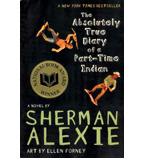 A NEW YORK TIMES BESTSELLER
The
Absolutely
True
Diary
of a
Part-Time
Indian
NATIONAL BOOK AWARD
WINNER
A NOVEL BY
SHERMAN
ALEXIE
ART BY ELLEN FORNEY